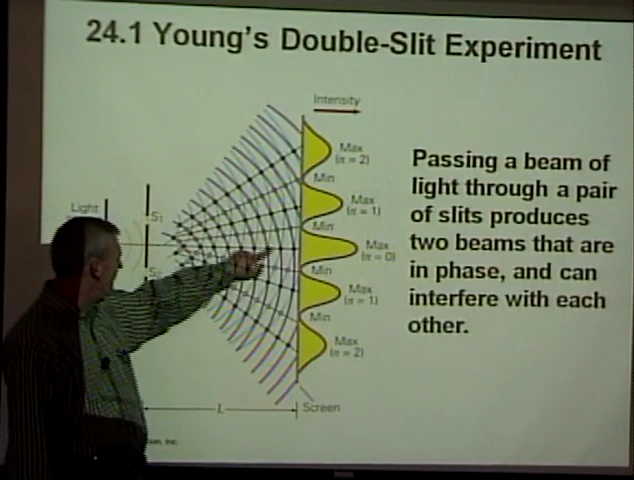 24.1 Young's Double-Slit Experiment
Intensity
Max
(n = 2)
Min
Max
(n = 1)
Min
Max
(n = 0)
Min
Max
(n = 1)
Min
Max
(n = 2)
Light
S₁
S₂
L
Screen
Passing a beam of
light through a pair
of slits produces
two beams that are
in phase, and can
interfere with each
other.
Inc.